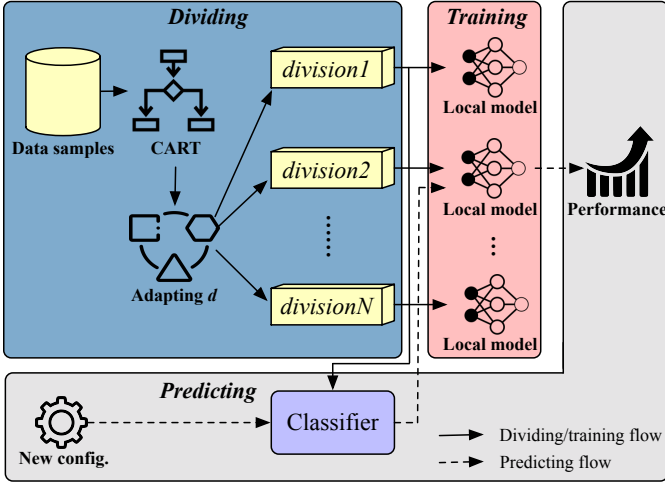 Dividing
Training
division1
Local model
Data samples
CART
division2
Local model
Performance
Adapting d
divisionN
Local model
Predicting
Classifier
New config.
Dividing/training flow
Predicting flow